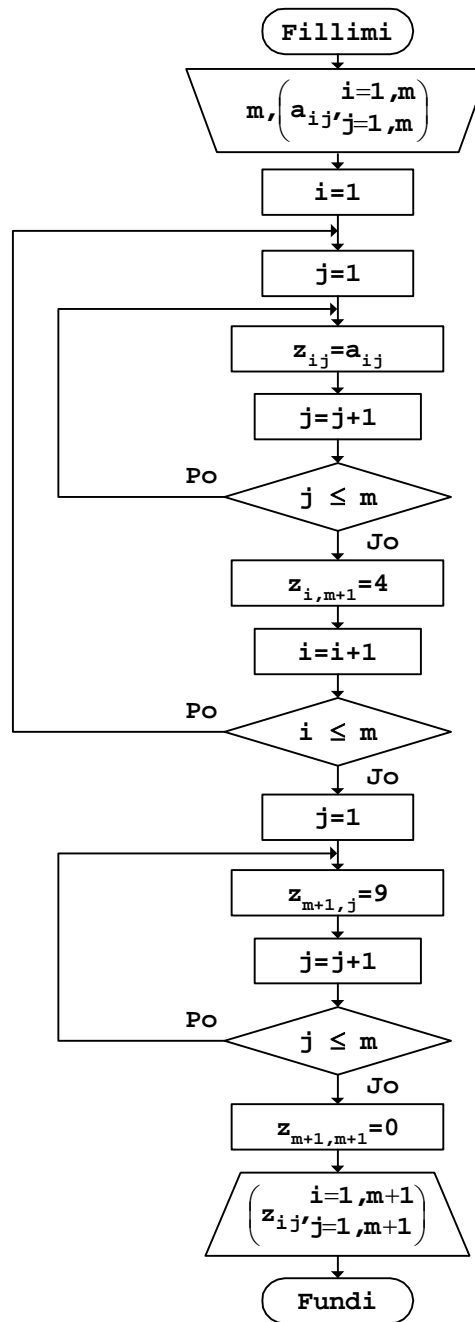 Fillimi
m, (a_ij, i=1,m
j=1,m)
i=1
j=1
z_ij=a_ij
j=j+1
Po
j ≤ m
Jo
z_i,m+1=4
i=i+1
Po
i ≤ m
Jo
j=1
z_m+1,j=9
j=j+1
Po
j ≤ m
Jo
z_m+1,m+1=0
(z_ij, i=1,m+1
j=1,m+1)
Fundi